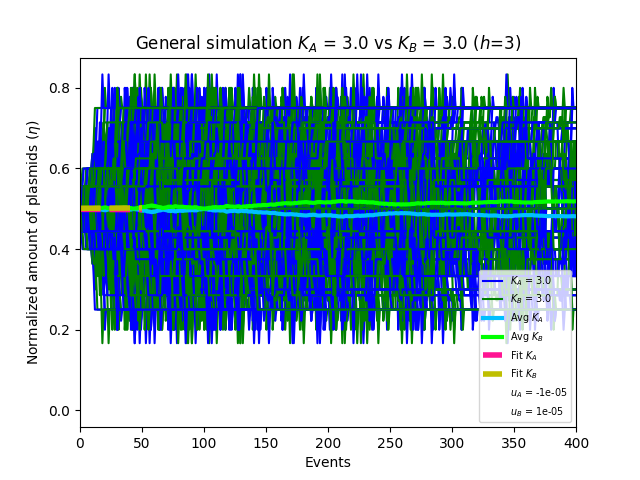 General simulation K_A = 3.0 vs K_B = 3.0 (h=3)
Normalized amount of plasmids (η)
0.8
0.6
0.4
0.2
0.0
K_A = 3.0
K_B = 3.0
Avg K_A
Avg K_B
Fit K_A
Fit K_B
u_A = -1e-05
u_B = 1e-05
0 50 100 150 200 250 300 350 400
Events